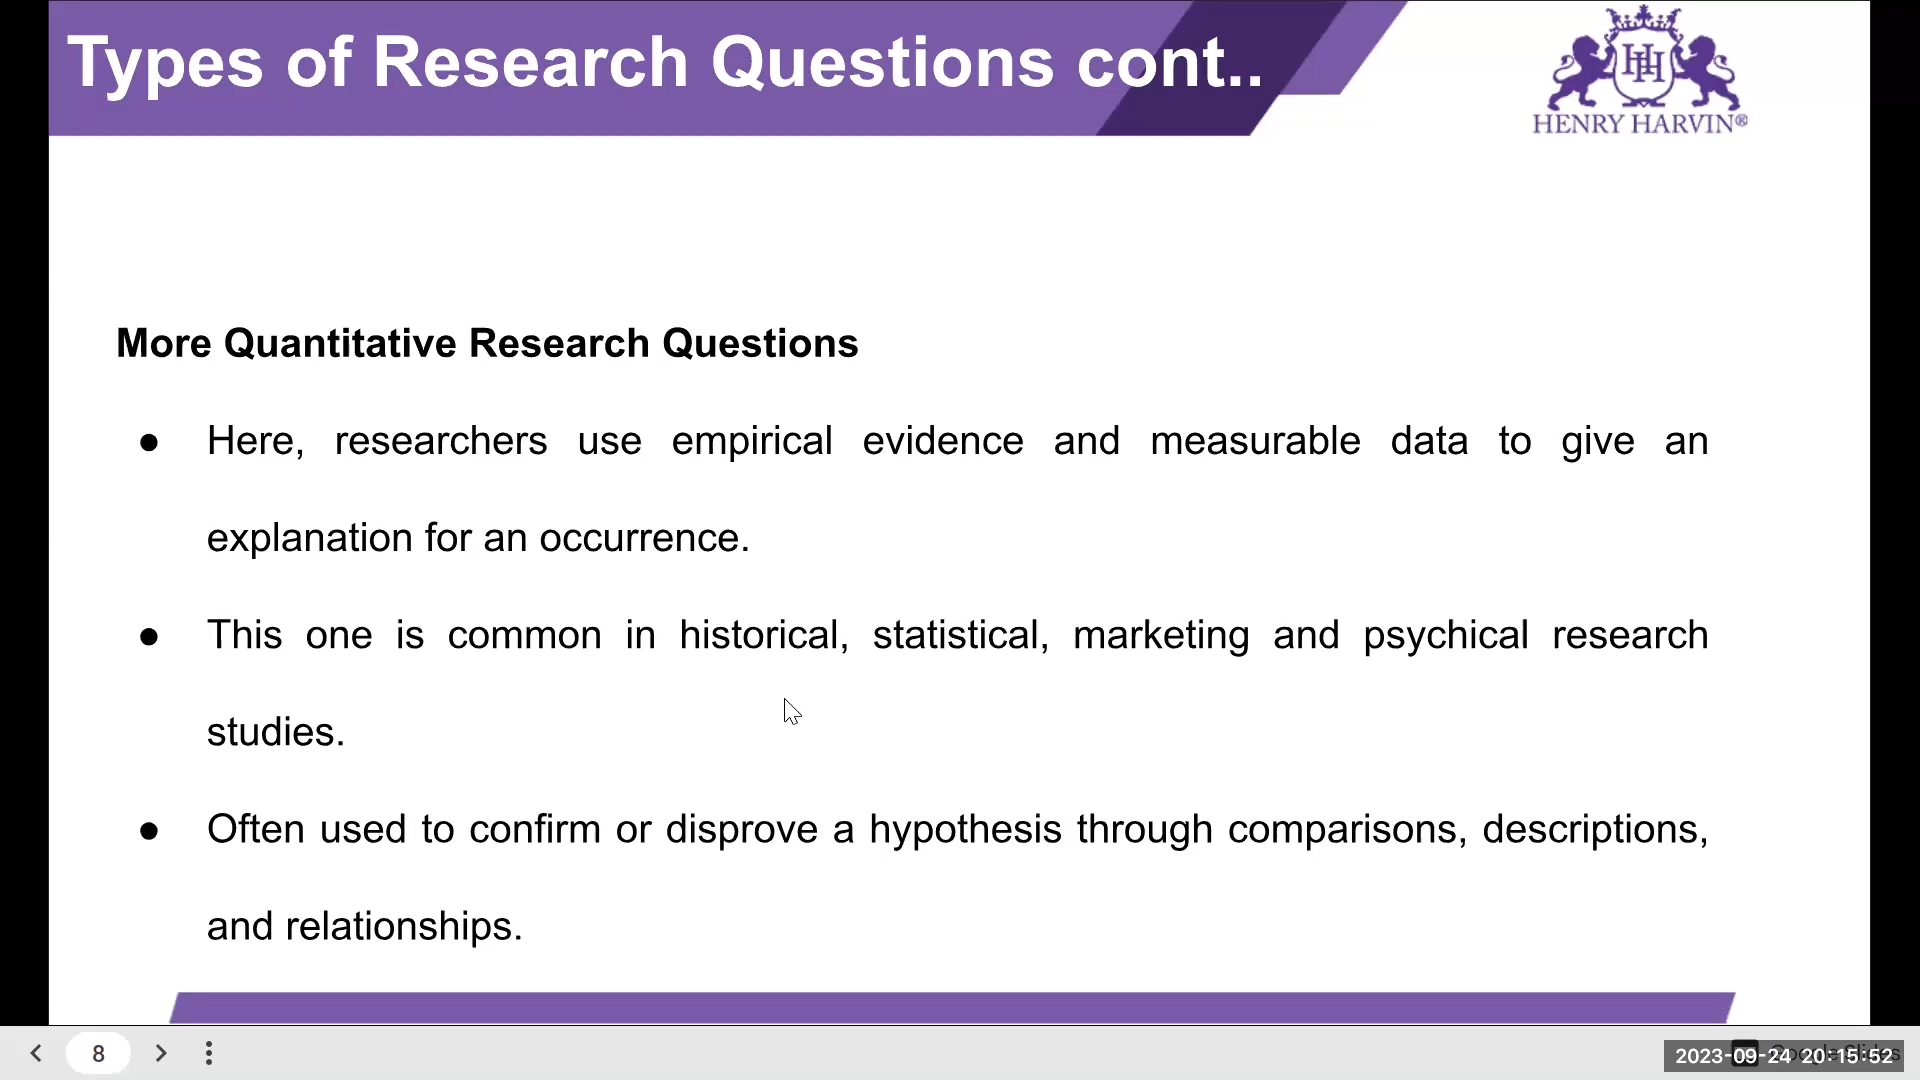 Types of Research Questions cont..
HH
HENRY HARVIN®
More Quantitative Research Questions
● Here, researchers use empirical evidence and measurable data to give an
explanation for an occurrence.
● This one is common in historical, statistical, marketing and psychical research
studies.
● Often used to confirm or disprove a hypothesis through comparisons, descriptions,
and relationships.
8
2023-09-24 20:15:52